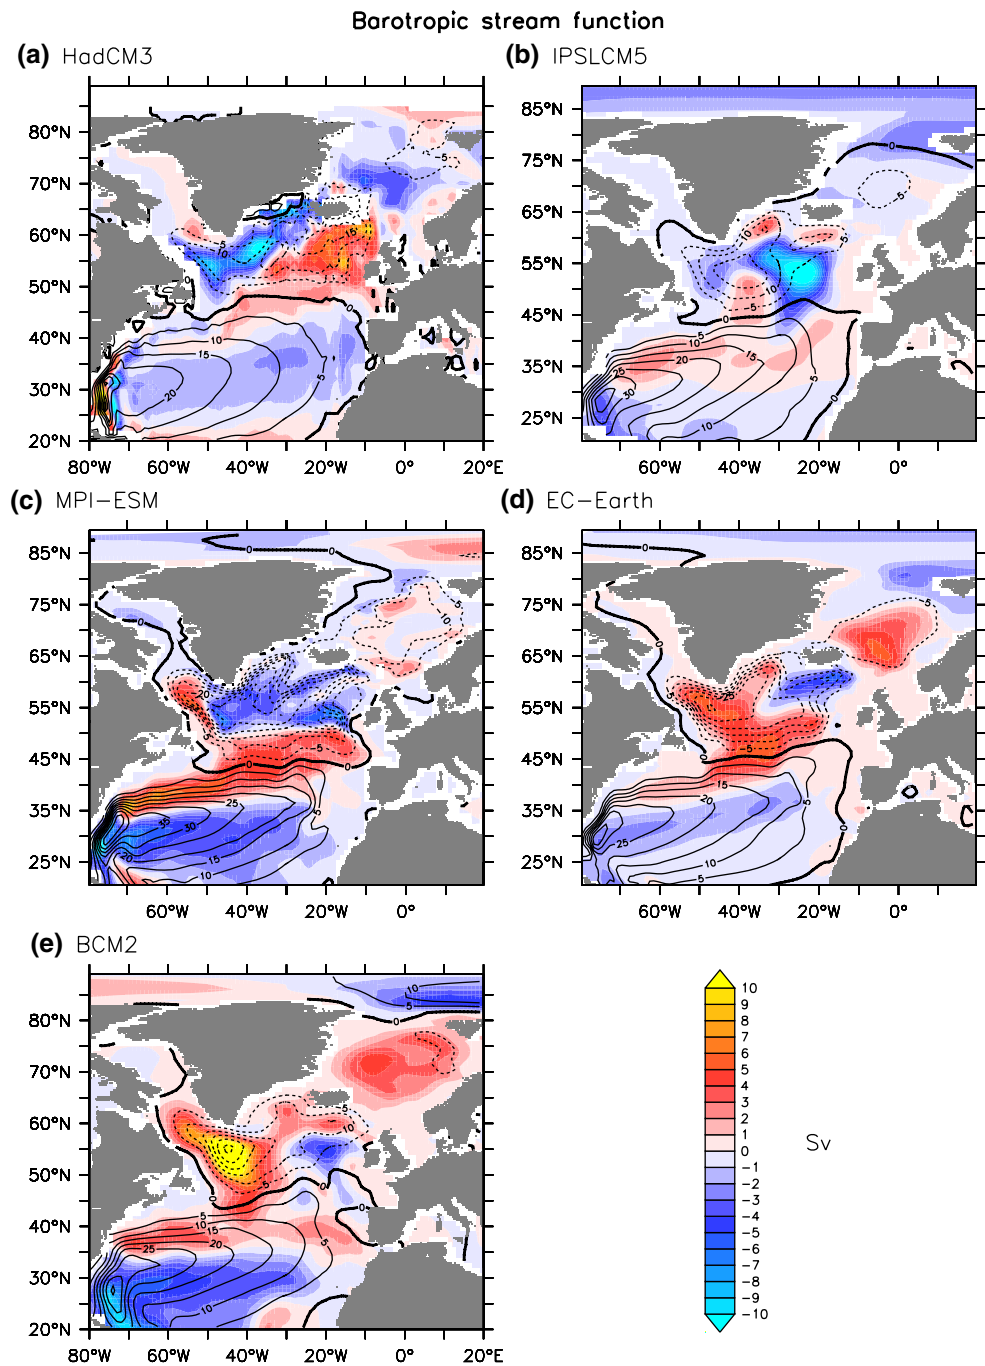 Barotropic stream function
(a) HadCM3
(b) IPSLCM5
80°N
70°N
60°N
50°N
40°N
30°N
20°N
80°W 60°W 40°W 20°W 0° 20°E
85°N
75°N
65°N
55°N
45°N
35°N
25°N
60°W 40°W 20°W 0°
(c) MPI-ESM
(d) EC-Earth
85°N
75°N
65°N
55°N
45°N
35°N
25°N
60°W 40°W 20°W 0°
85°N
75°N
65°N
55°N
45°N
35°N
25°N
60°W 40°W 20°W 0°
(e) BCM2
80°N
70°N
60°N
50°N
40°N
30°N
20°N
80°W 60°W 40°W 20°W 0° 20°E
10
9
8
7
6
5
4
3
2
1
0
-1
-2
-3
-4
-5
-6
-7
-8
-9
-10
Sv